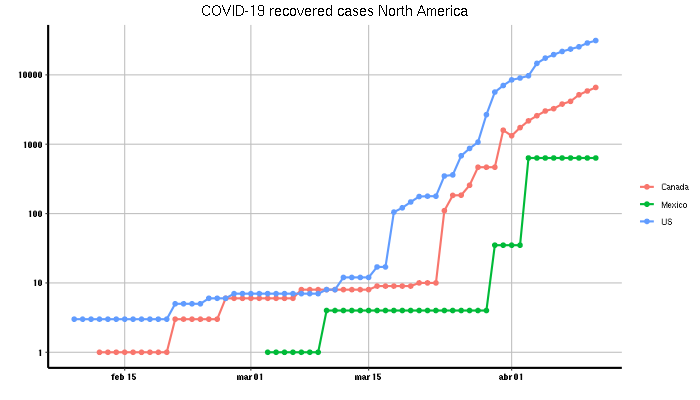 COVID-19 recovered cases North America
10000
1000
100
10
1
feb 15
mar 01
mar 15
abr 01
Canada
Mexico
US